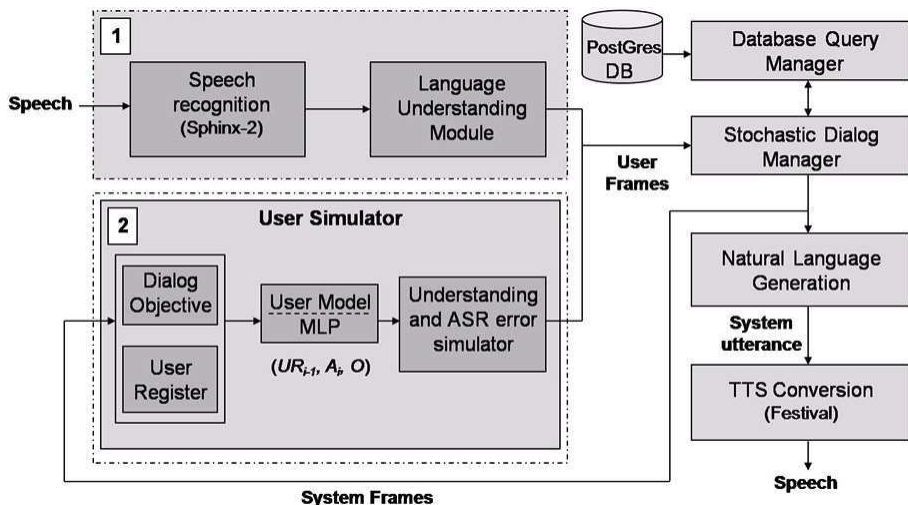 1
Speech
Speech
recognition
(Sphinx-2)
Language
Understanding
Module
PostGres
DB
Database Query
Manager
Stochastic Dialog
Manager
User
Frames
2
User Simulator
Dialog
Objective
User
Register
User Model
MLP
(URi-1, Ai, O)
Understanding
and ASR error
simulator
Natural Language
Generation
System
utterance
TTS Conversion
(Festival)
Speech
System Frames